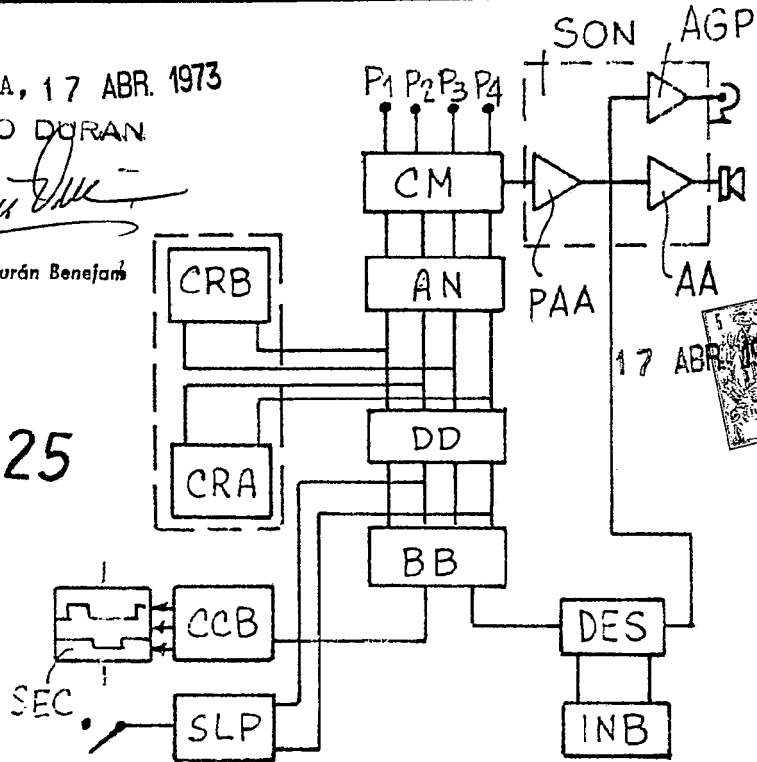 A, 17 ABR. 1973
O DURAN
urán Benejam
25
SON
AGP
P1 P2 P3 P4
CM
PAA
AA
AN
17 ABR
CRB
CRA
DD
BB
CCB
SEC
SLP
DES
INB